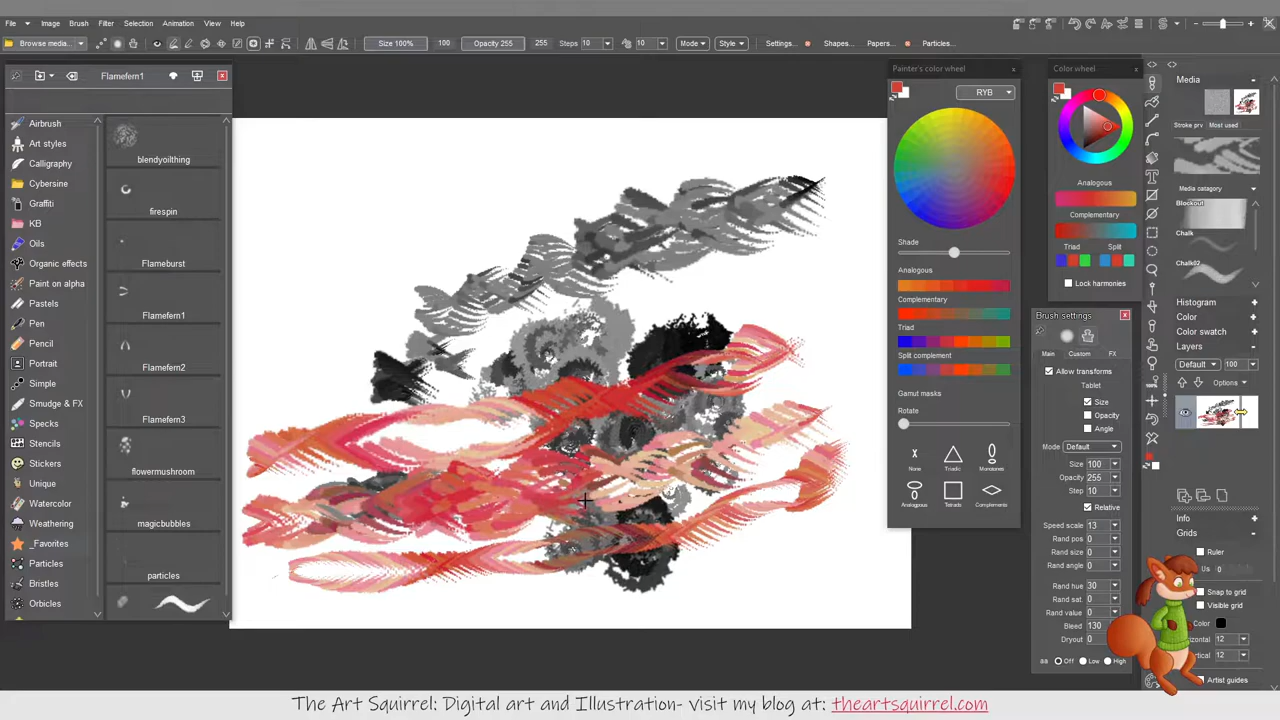 File Image Brush Filter Selection Animation View Help
Browse media... Size 100% 100 Opacity 255 255 Steps 10 10 Mode Style Settings... Shapes... Papers... Particles...
Flamefern1
Airbrush
Art styles
Calligraphy
Cybersine
Graffiti
KB
Oils
Organic effects
Paint on alpha
Pastels
Pen
Pencil
Portrait
Simple
Smudge & FX
Specks
Stencils
Stickers
Unique
Watercolor
Weathering
_Favorites
Particles
Bristles
Orbicles
blendyoilthing
firespin
Flameburst
Flamefern1
Flamefern2
Flamefern3
flowermushroom
magicbubbles
particles
Painter's color wheel x
RYB
Shade
Analogous
Complementary
Triad
Split complement
Gamut masks
Rotate
None Triadic Monotones
Analogous Tetradic Complements
Color wheel x
Analogous
Complementary
Triad Split
Lock harmonies
Brush settings
Main Custom FX
Allow transforms
Tablet
Size
Opacity
Angle
Mode Default
Size 100
Opacity 255
Step 10
Relative
Speed scale 13
Rand pos 0
Rand size 0
Rand angle 0
Rand hue 30
Rand sat. 0
Rand value 0
Bleed 130
Dryout 0
aa Off Low High
Media
Stroke prv Most used
Media catagory
Blockout
Chalk
Chalk02
Histogram
Color
Color swatch
Layers
Default 100
Options
Info
Grids
Ruler
Us 0
Snap to grid
Visible grid
Color
12
12
Artist guides
The Art Squirrel: Digital art and Illustration- visit my blog at: theartsquirrel.com